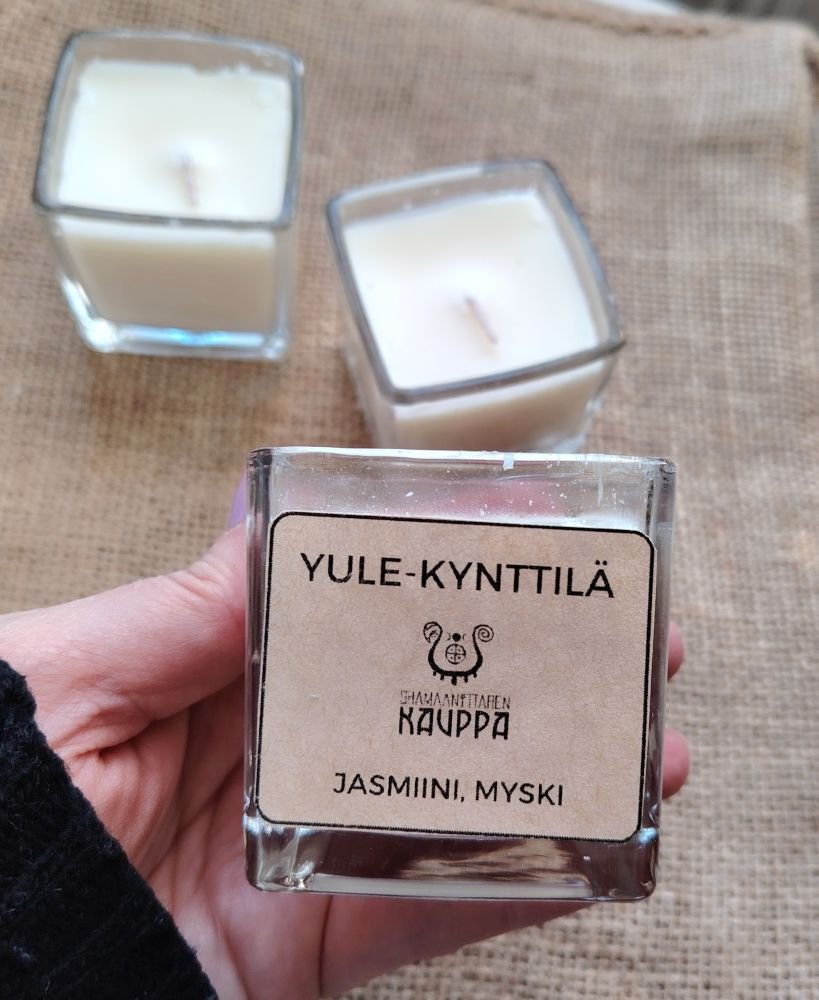 YULE-KYNTTILÄ
SHAMAANITTAREN
KAUPPA
JASMIINI, MYSKI